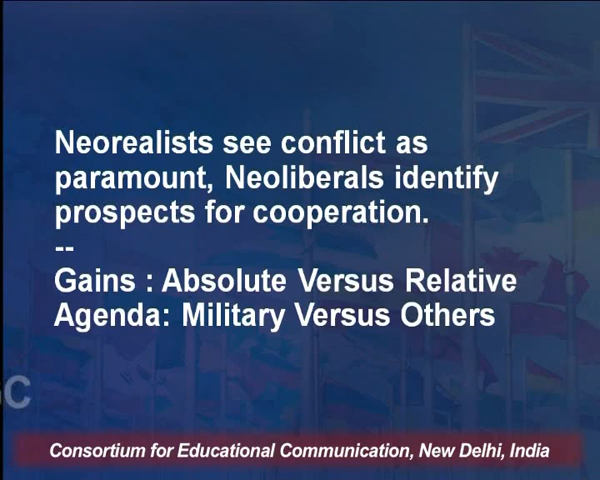 Neorealists see conflict as
paramount, Neoliberals identify
prospects for cooperation.
--
Gains : Absolute Versus Relative
Agenda: Military Versus Others
Consortium for Educational Communication, New Delhi, India